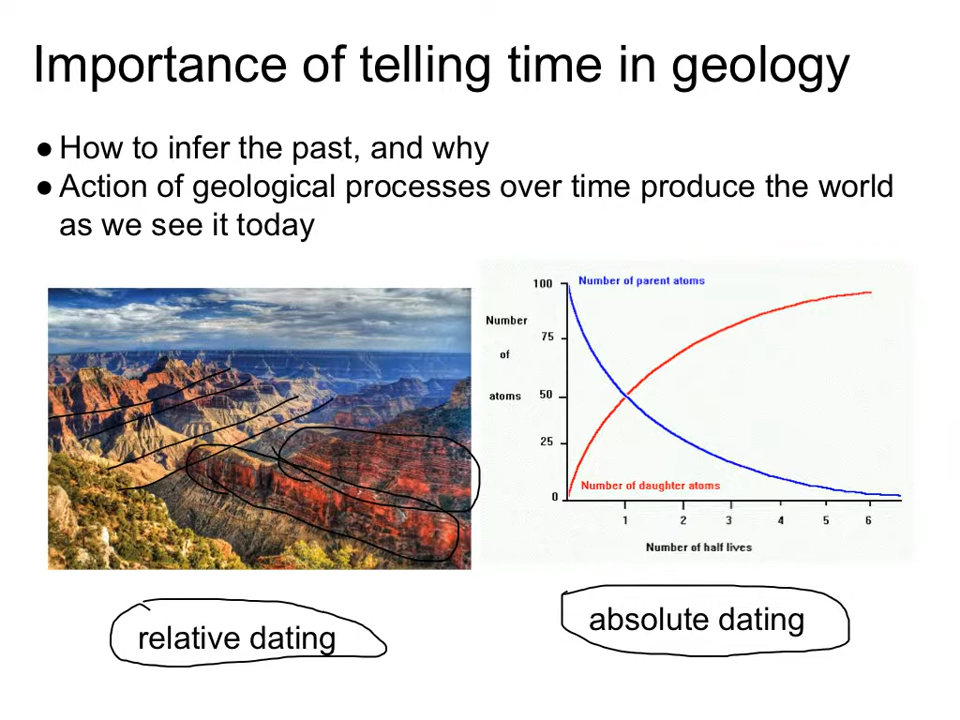 Importance of telling time in geology
● How to infer the past, and why
● Action of geological processes over time produce the world
as we see it today
100
Number of parent atoms
Number
75
of
atoms
50
25
Number of daughter atoms
0
1 2 3 4 5 6
Number of half lives
relative dating
absolute dating